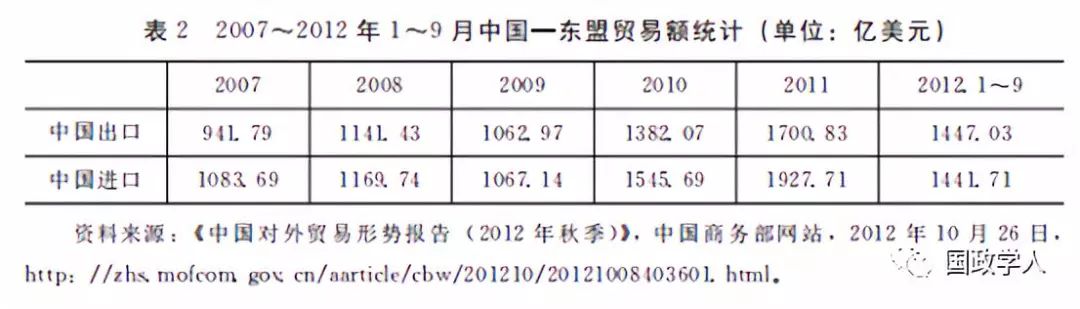 表 2 2007～2012 年 1～9 月中国—东盟贸易额统计（单位：亿美元）
2007 2008 2009 2010 2011 2012. 1～9
中国出口 941. 79 1141. 43 1062. 97 1382. 07 1700. 83 1447. 03
中国进口 1083. 69 1169. 74 1067. 14 1545. 69 1927. 71 1441. 71
资料来源：《中国对外贸易形势报告（2012 年秋季）》，中国商务部网站，2012 年 10 月 26 日，
http: //zhs. mofcom. gov. cn/aarticle/cbw/201210/20121008403601. html。
国政学人